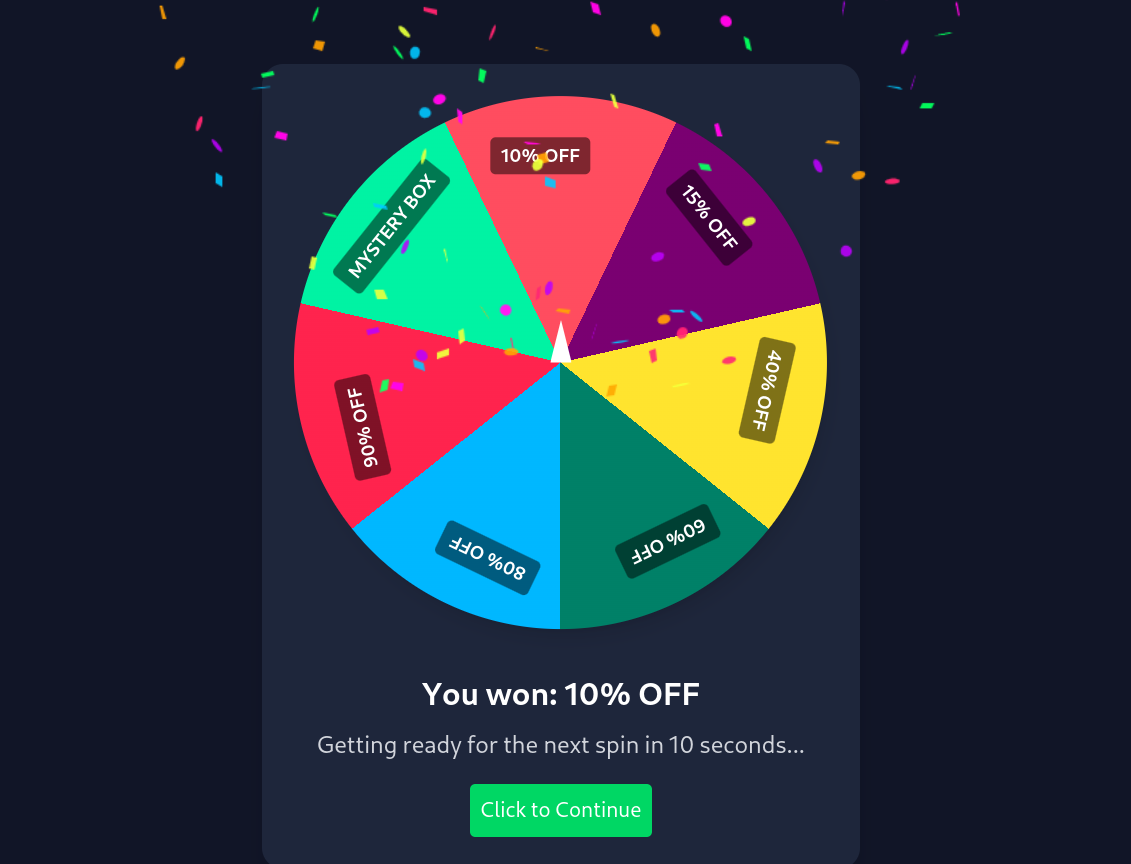 10% OFF
15% OFF
MYSTERY BOX
40% OFF
90% OFF
60% OFF
80% OFF
You won: 10% OFF
Getting ready for the next spin in 10 seconds...
Click to Continue